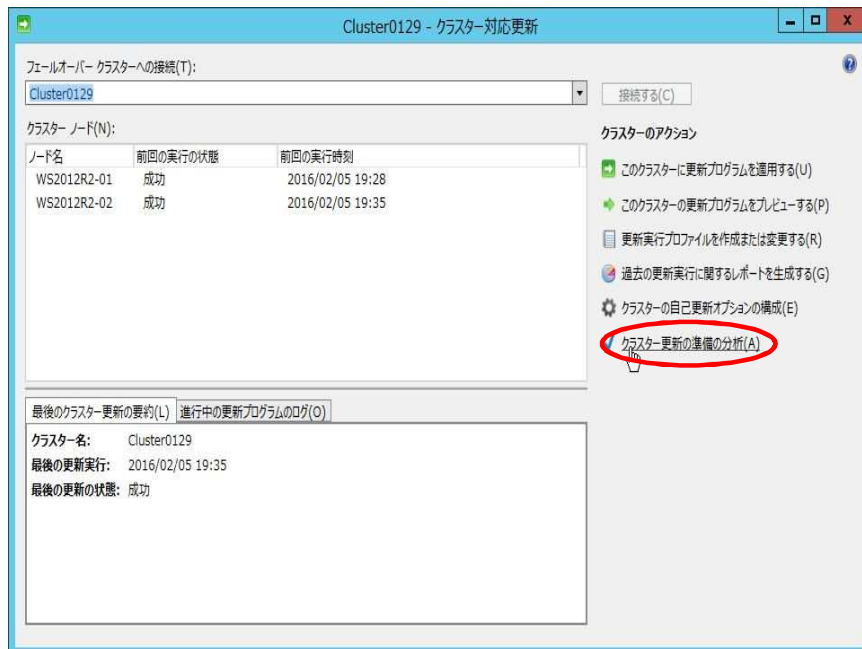 Cluster0129 - クラスター対応更新
フェールオーバー クラスターへの接続(T):
Cluster0129
接続する(C)
クラスター ノード(N):
ノード名 前回の実行の状態 前回の実行時刻
WS2012R2-01 成功 2016/02/05 19:28
WS2012R2-02 成功 2016/02/05 19:35
クラスターのアクション
このクラスターに更新プログラムを適用する(U)
このクラスターの更新プログラムをプレビューする(P)
更新実行プロファイルを作成または変更する(R)
過去の更新実行に関するレポートを生成する(G)
クラスターの自己更新オプションの構成(E)
クラスター更新の準備の分析(A)
最後のクラスター更新の要約(L) 進行中の更新プログラムのログ(O)
クラスター名: Cluster0129
最後の更新実行: 2016/02/05 19:35
最後の更新の状態: 成功